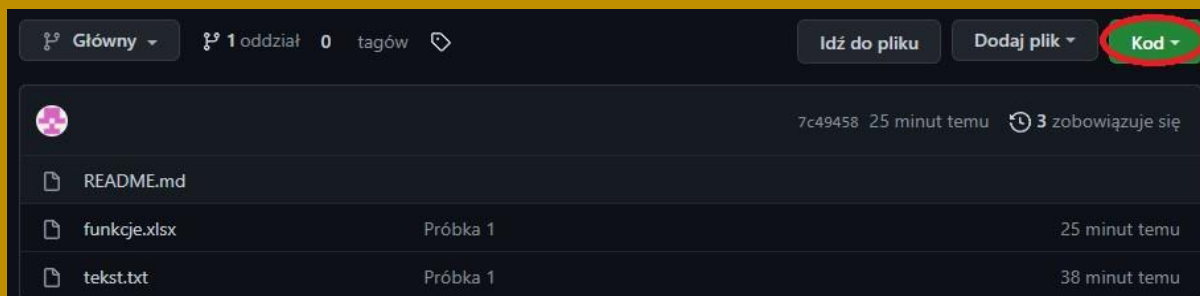 Główny 1 oddział 0 tagów Idź do pliku Dodaj plik Kod
7c49458 25 minut temu 3 zobowiązuje się
README.md
funkcje.xlsx Próbka 1 25 minut temu
tekst.txt Próbka 1 38 minut temu